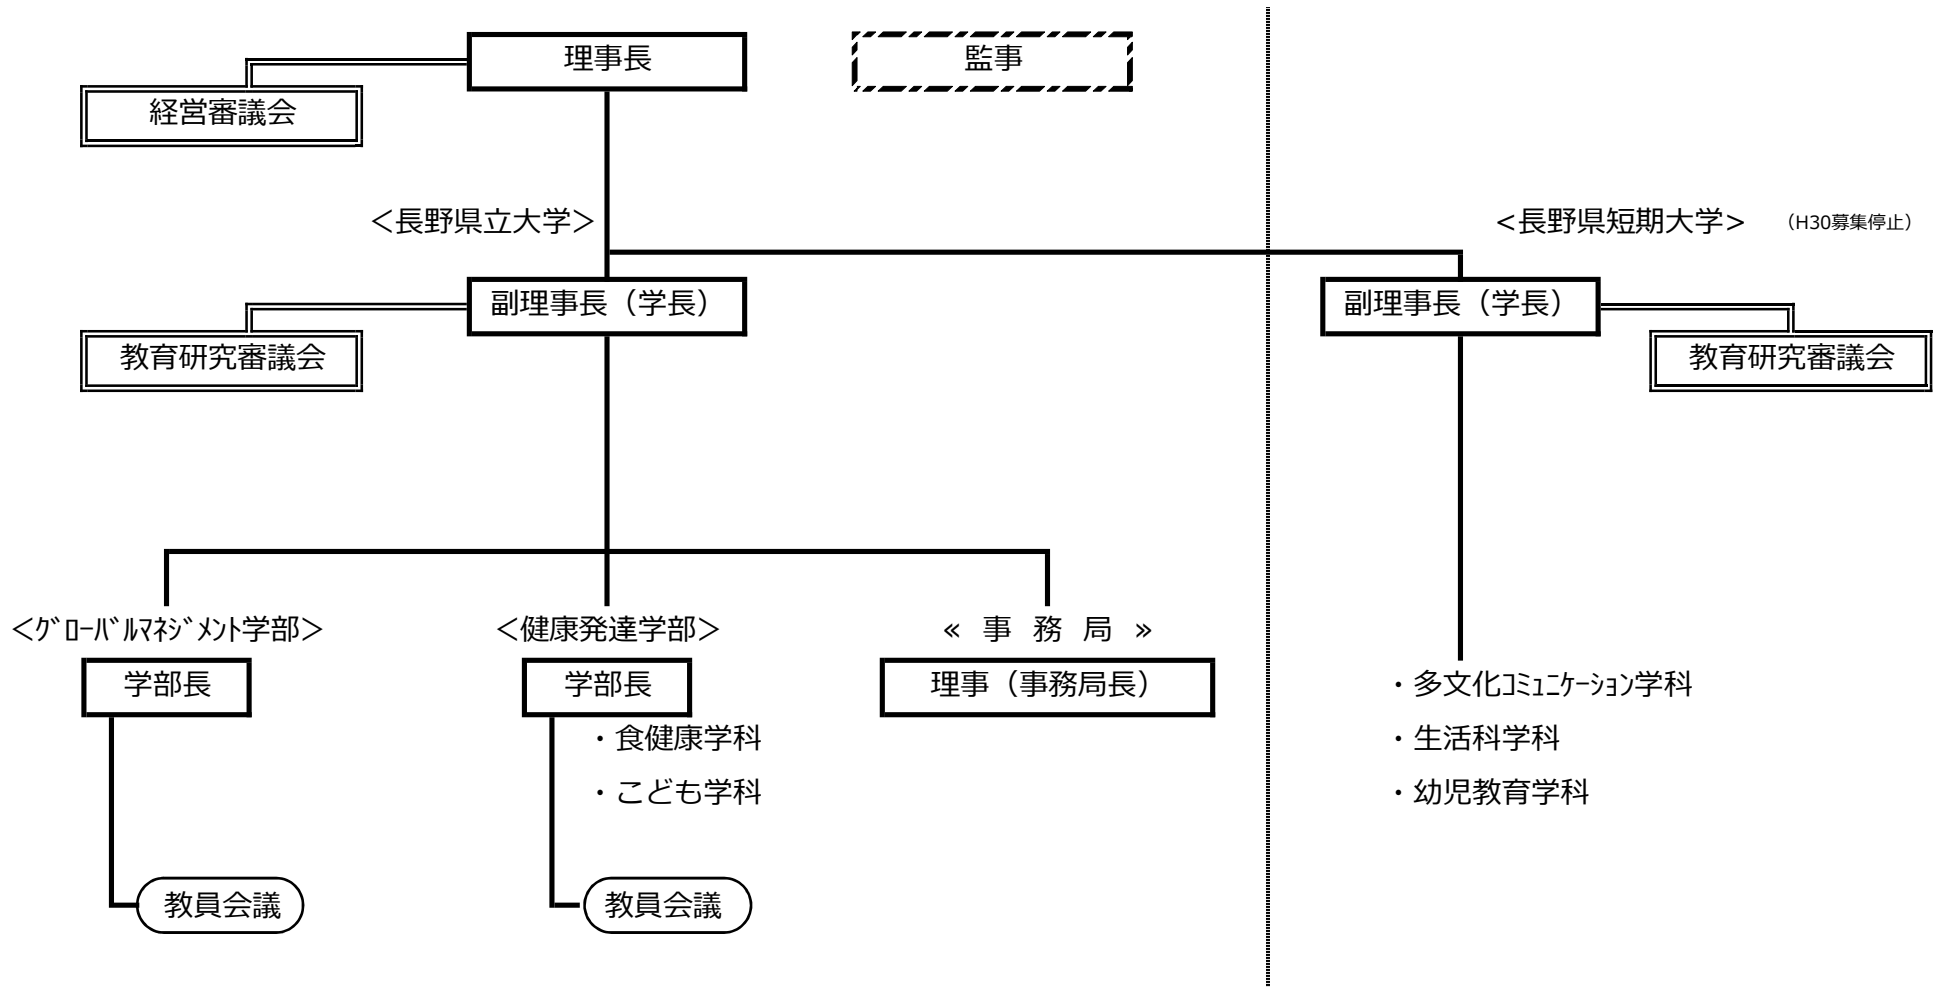 理事長
監事
経営審議会
＜長野県立大学＞
<長野県短期大学>
（H30募集停止）
副理事長（学長）
副理事長（学長）
教育研究審議会
教育研究審議会
＜ｸﾞﾛｰﾊﾞﾙﾏﾈｼﾞﾒﾝﾄ学部＞
＜健康発達学部＞
« 事 務 局 »
学部長
学部長
理事（事務局長）
・多文化ｺﾐｭﾆｹｰｼｮﾝ学科
・食健康学科
・生活科学科
・こども学科
・幼児教育学科
教員会議
教員会議